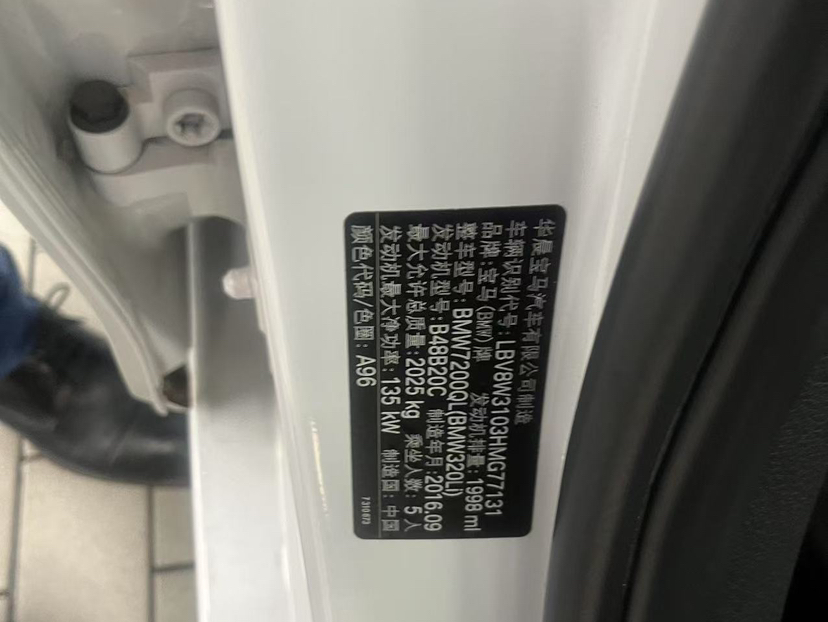 华晨宝马汽车有限公司制造
车辆识别代号: LBV8W3103HMG77131
品牌: 宝马 (BMW) 牌 发动机排量: 1998 ml
整车型号: BMW7200QL(BMW320Li)
发动机型号: B48B20C 制造年月: 2016.09
最大允许总质量: 2025 kg 乘坐人数: 5 人
发动机最大净功率: 135 kW 制造国: 中国
颜色代码/色圈: A96
7310673